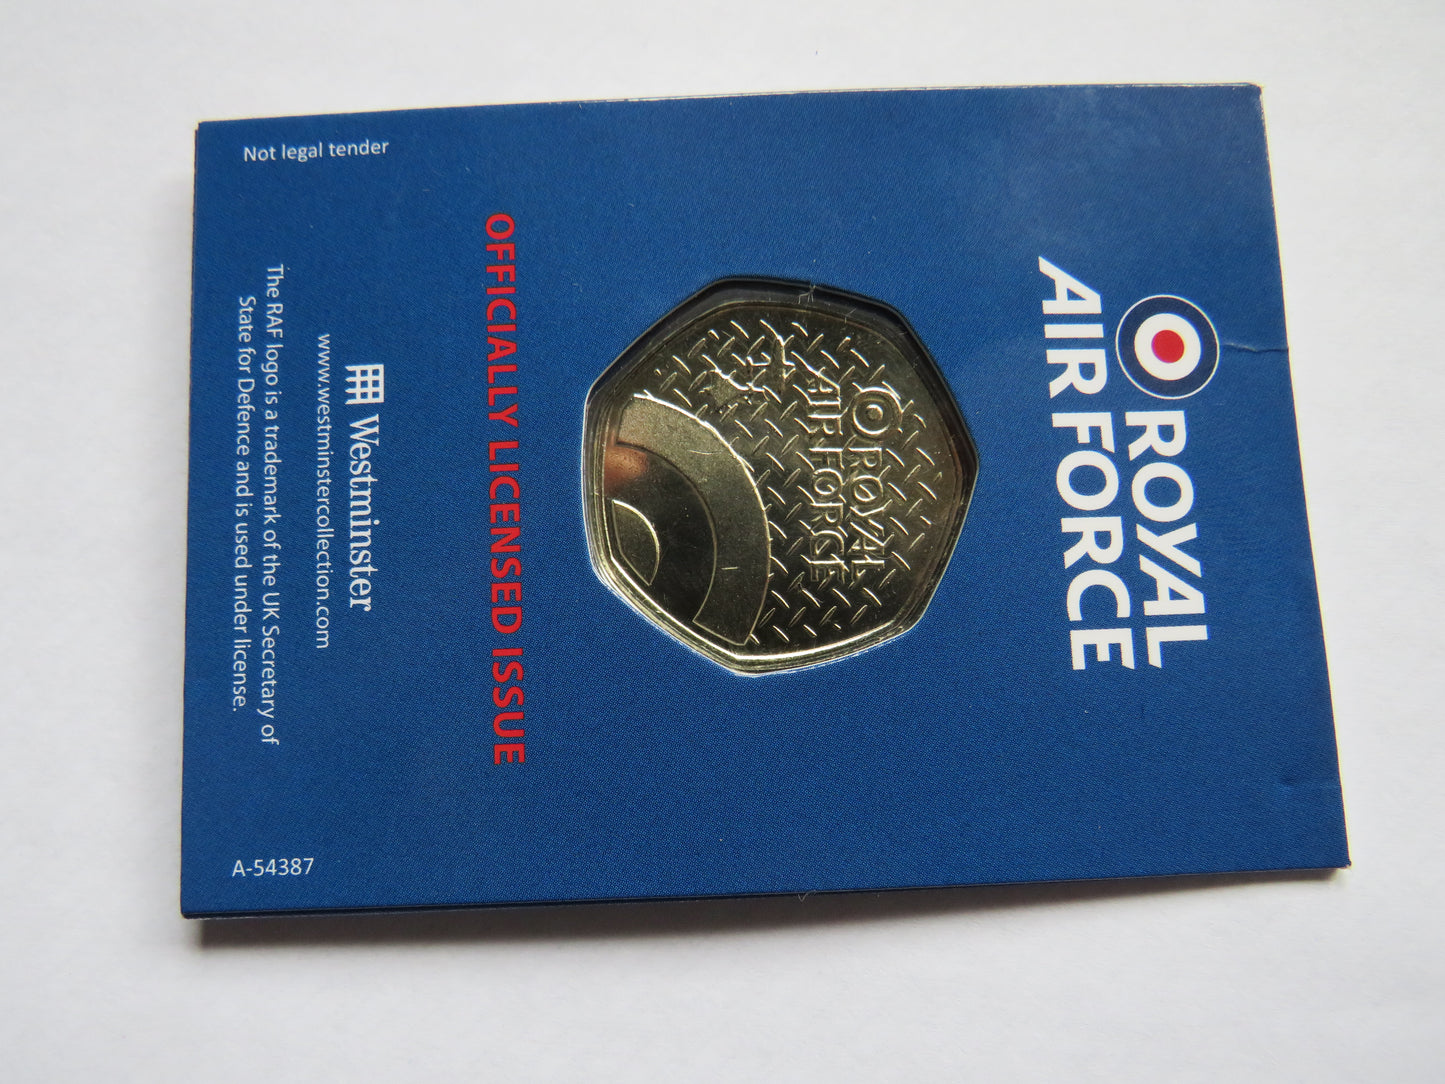 ROYAL
AIR FORCE
ROYAL
AIR FORCE
OFFICIALLY LICENSED ISSUE
Westminster
www.westminstercollection.com
The RAF logo is a trademark of the UK Secretary of
State for Defence and is used under license.
Not legal tender
A-54387